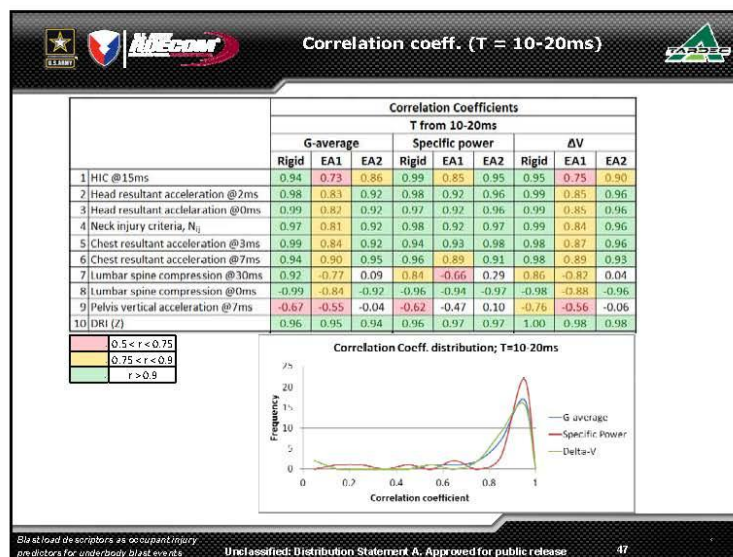 U.S.ARMY
RDECOM®
Correlation coeff. (T = 10-20ms)
TARDEC
Correlation Coefficients
T from 10-20ms
G-average Specific power ΔV
Rigid EA1 EA2 Rigid EA1 EA2 Rigid EA1 EA2
1 HIC @15ms 0.94 0.73 0.86 0.99 0.85 0.95 0.95 0.75 0.90
2 Head resultant acceleration @2ms 0.98 0.83 0.92 0.98 0.92 0.96 0.99 0.85 0.96
3 Head resultant acclelaration @0ms 0.99 0.82 0.92 0.97 0.92 0.96 0.99 0.85 0.96
4 Neck injury criteria, Nij 0.97 0.81 0.92 0.98 0.92 0.97 0.99 0.84 0.96
5 Chest resultant acceleration @3ms 0.99 0.84 0.92 0.94 0.93 0.98 0.98 0.87 0.96
6 Chest resultant acceleration @7ms 0.94 0.90 0.95 0.96 0.89 0.91 0.98 0.89 0.93
7 Lumbar spine compression @30ms 0.92 -0.77 0.09 0.84 -0.66 0.29 0.86 -0.82 0.04
8 Lumbar spine compression @0ms -0.99 -0.84 -0.92 -0.96 -0.94 -0.97 -0.98 -0.88 -0.96
9 Pelvis vertical acceleration @7ms -0.67 -0.55 -0.04 -0.62 -0.47 0.10 -0.76 -0.56 -0.06
10 DRI (Z) 0.96 0.95 0.94 0.96 0.97 0.97 1.00 0.98 0.98
0.5 < r < 0.75
0.75 < r < 0.9
r > 0.9
Correlation Coeff. distribution; T=10-20ms
25
20
15
10
5
0
Frequency
0 0.2 0.4 0.6 0.8 1
Correlation coefficient
G-average
Specific Power
Delta-V
Blast load descriptors as occupant injury
predictors for underbody blast events
Unclassified: Distribution Statement A. Approved for public release
47